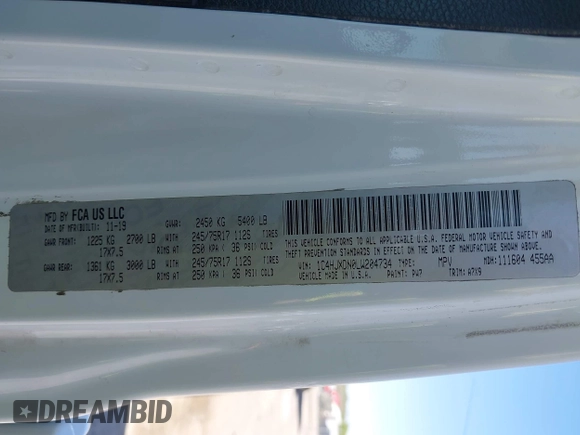 MFD BY FCA US LLC
DATE OF MFR(BUILT): 11-19 GVWR: 2450 KG 5400 LB
GAWR FRONT: 1225 KG 2700 LB WITH 245/75R17 112S TIRES
17X7.5 RIMS AT 250 KPA( 36 PSI) COLD
GAWR REAR: 1361 KG 3000 LB WITH 245/75R17 112S TIRES
17X7.5 RIMS AT 250 KPA( 36 PSI) COLD
THIS VEHICLE CONFORMS TO ALL APPLICABLE U.S.A. FEDERAL MOTOR VEHICLE SAFETY AND
THEFT PREVENTION STANDARDS IN EFFECT ON THE DATE OF MANUFACTURE SHOWN ABOVE.
VIN: 1C4HJXDN0LW204734 TYPE: MPV MDH: 111604 455AA
MADE IN U.S.A. PAINT: PW7 TRIM: A7X9
DREAMBID